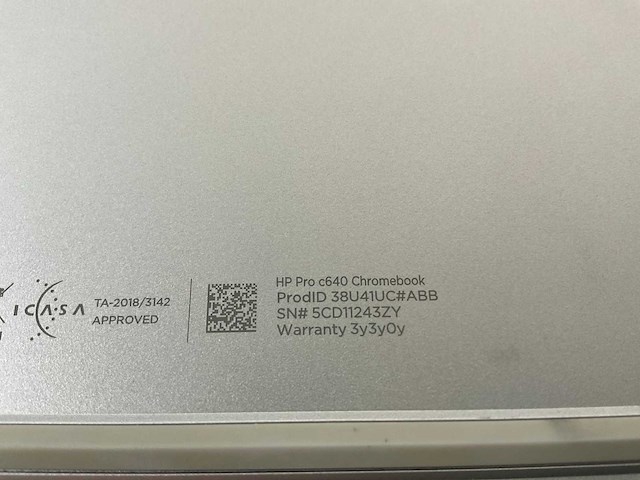 ICASA
TA-2018/3142
APPROVED
HP Pro c640 Chromebook
ProdID 38U41UC#ABB
SN# 5CD11243ZY
Warranty 3y3y0y